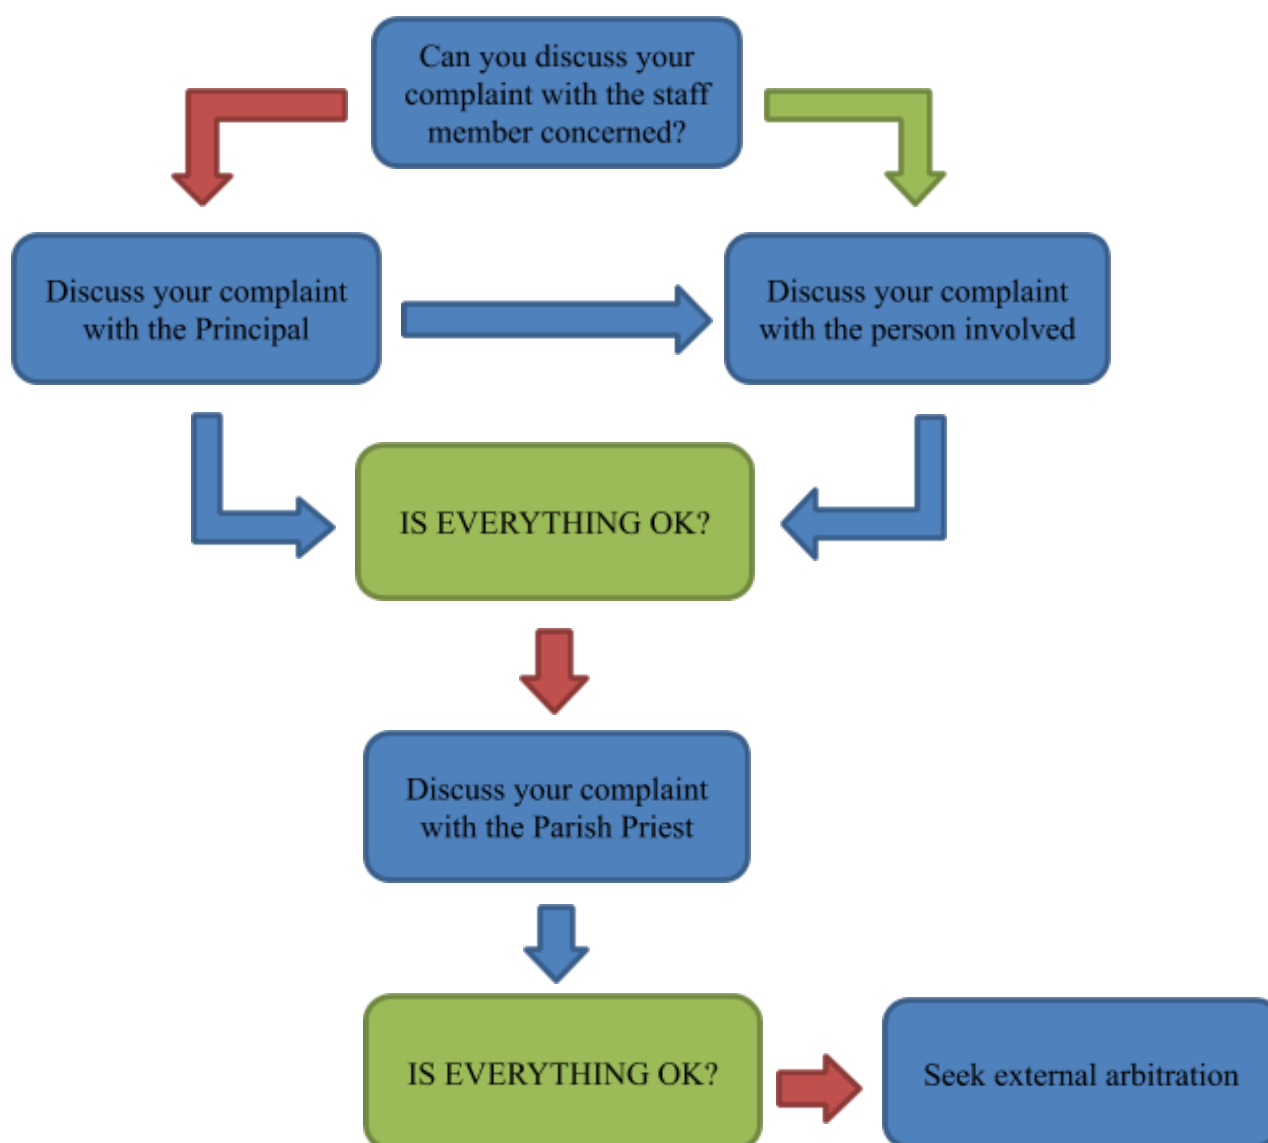 Can you discuss your
complaint with the staff
member concerned?
Discuss your complaint
with the Principal
Discuss your complaint
with the person involved
IS EVERYTHING OK?
Discuss your complaint
with the Parish Priest
IS EVERYTHING OK?
Seek external arbitration